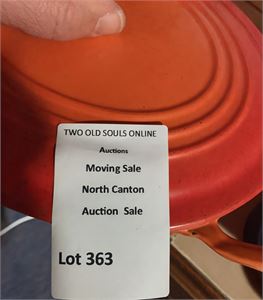 TWO OLD SOULS ONLINE
Auctions
Moving Sale
North Canton
Auction Sale
Lot 363